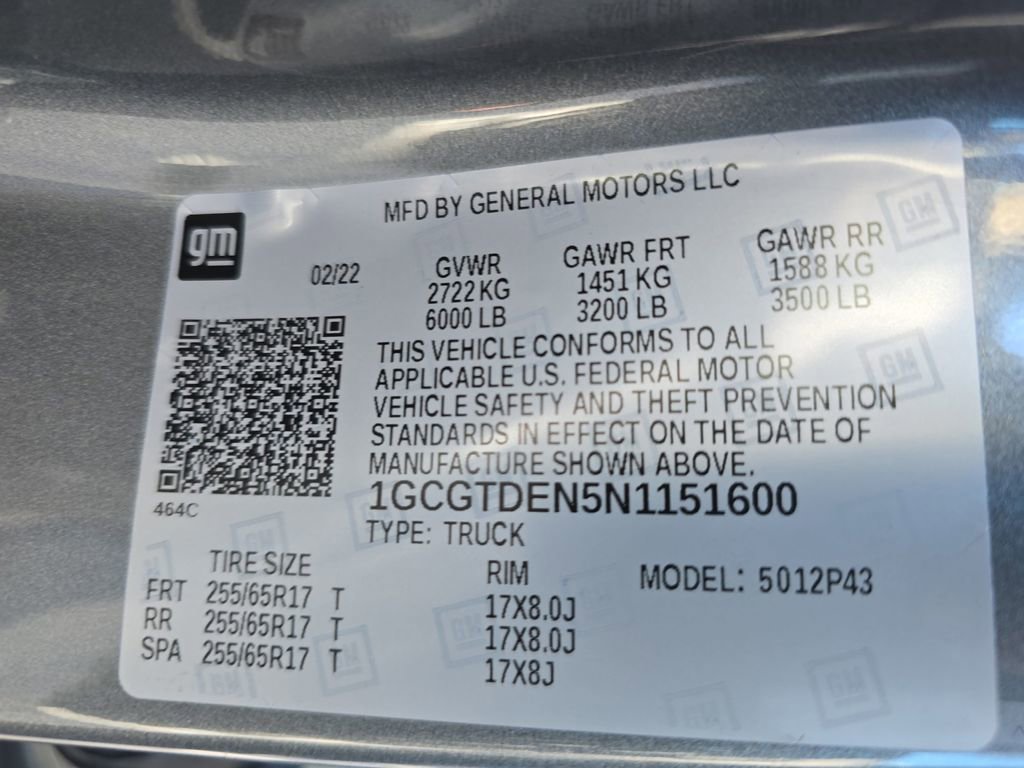 MFD BY GENERAL MOTORS LLC
gm
02/22
GVWR GAWR FRT GAWR RR
2722 KG 1451 KG 1588 KG
6000 LB 3200 LB 3500 LB
THIS VEHICLE CONFORMS TO ALL
APPLICABLE U.S. FEDERAL MOTOR
VEHICLE SAFETY AND THEFT PREVENTION
STANDARDS IN EFFECT ON THE DATE OF
MANUFACTURE SHOWN ABOVE.
1GCGTDEN5N1151600
464C
TYPE: TRUCK
TIRE SIZE RIM MODEL: 5012P43
FRT 255/65R17 T 17X8.0J
RR 255/65R17 T 17X8.0J
SPA 255/65R17 T 17X8J